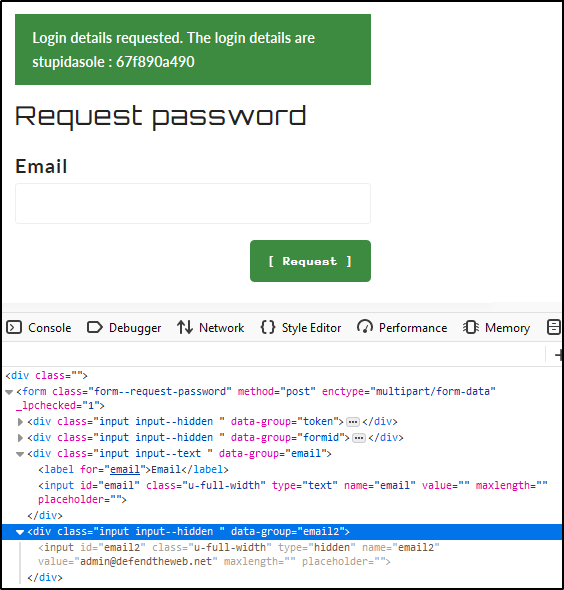 Login details requested. The login details are
stupidasole : 67f890a490
Request password
Email
[ Request ]
Console Debugger Network {} Style Editor Performance Memory
<div class="">
<form class="form--request-password" method="post" enctype="multipart/form-data"
_lpchecked="1">
<div class="input input--hidden " data-group="token">…</div>
<div class="input input--hidden " data-group="formid">…</div>
<div class="input input--text " data-group="email">
<label for="email">Email</label>
<input id="email" class="u-full-width" type="text" name="email" value="" maxlength=""
placeholder="">
</div>
<div class="input input--hidden " data-group="email2">
<input id="email2" class="u-full-width" type="hidden" name="email2"
value="admin@defendtheweb.net" maxlength="" placeholder="">
</div>